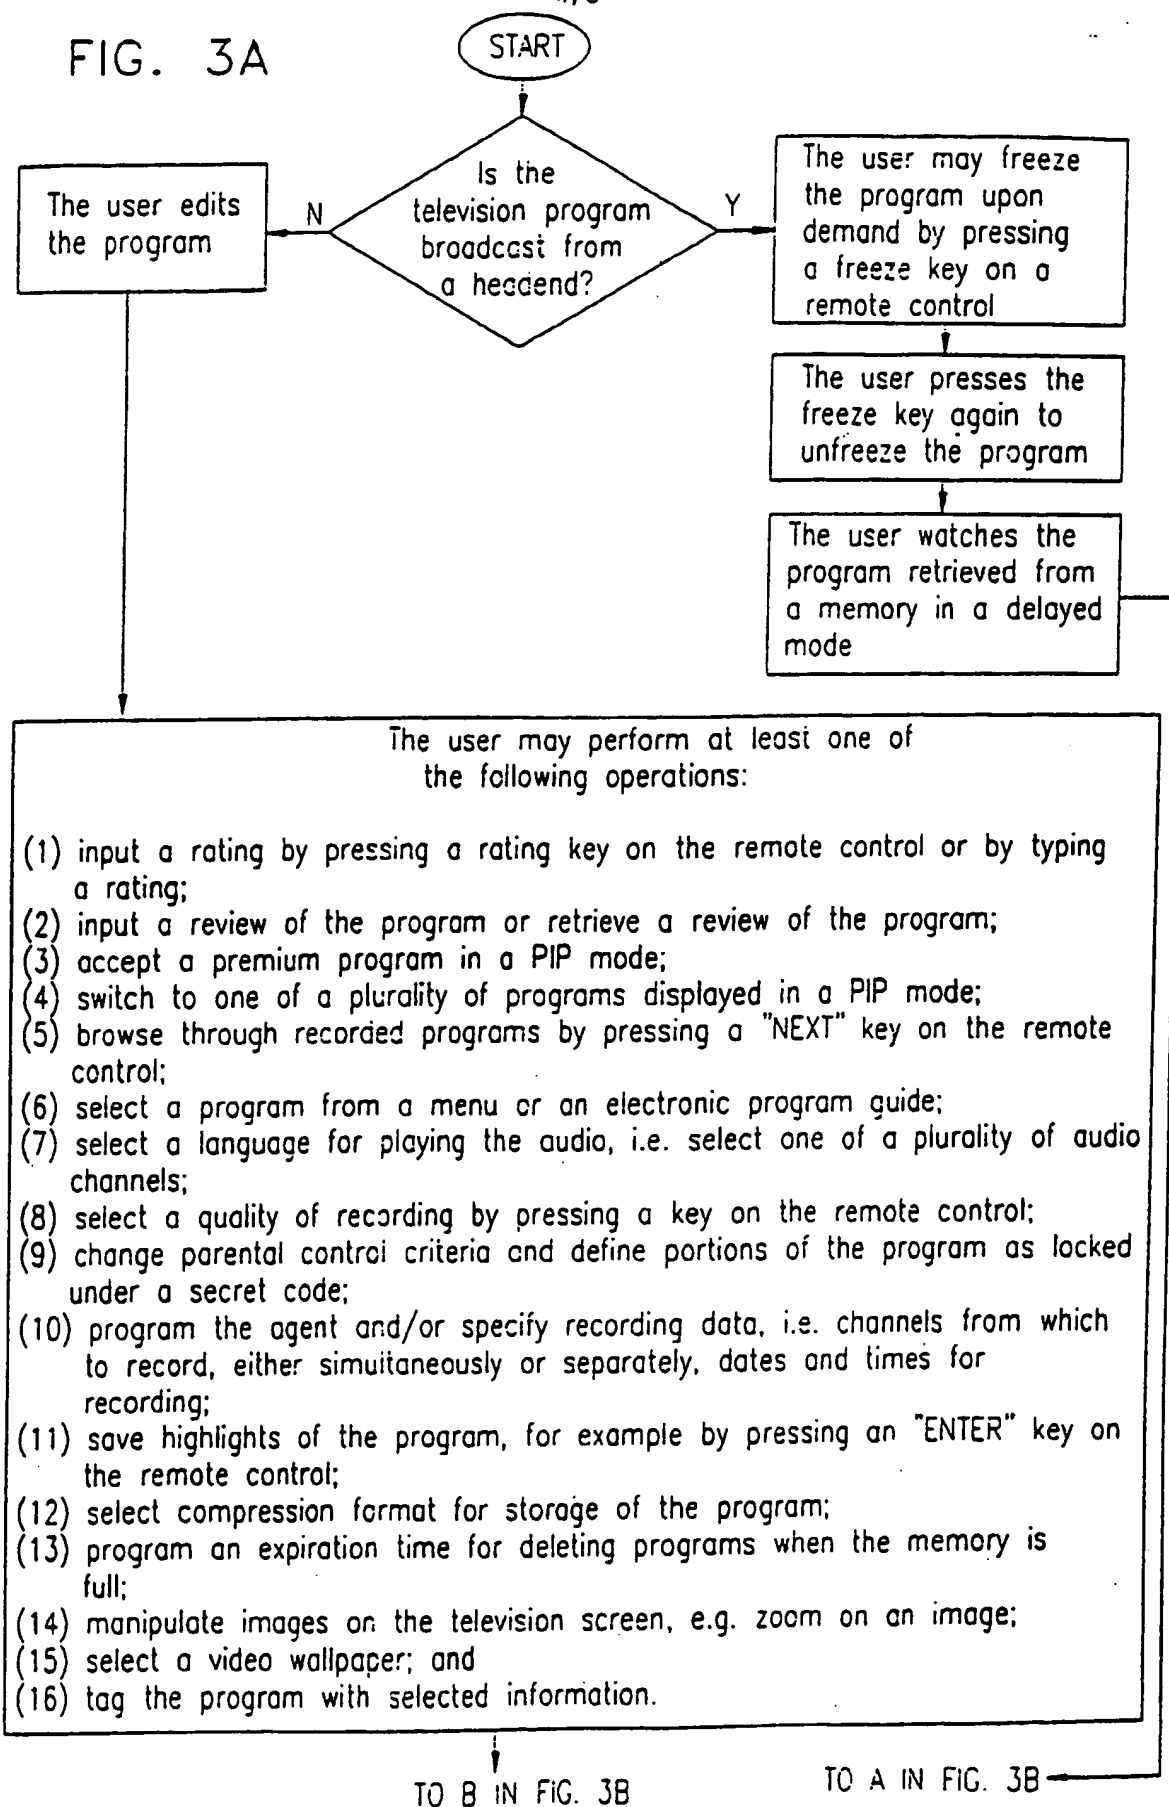 FIG. 3A
START
Is the
television program
broadcast from
a headend?
N
Y
The user edits
the program
The user may freeze
the program upon
demand by pressing
a freeze key on a
remote control
The user presses the
freeze key again to
unfreeze the program
The user watches the
program retrieved from
a memory in a delayed
mode
The user may perform at least one of
the following operations:
(1) input a rating by pressing a rating key on the remote control or by typing
a rating;
(2) input a review of the program or retrieve a review of the program;
(3) accept a premium program in a PIP mode;
(4) switch to one of a plurality of programs displayed in a PIP mode;
(5) browse through recorded programs by pressing a "NEXT" key on the remote
control;
(6) select a program from a menu or an electronic program guide;
(7) select a language for playing the audio, i.e. select one of a plurality of audio
channels;
(8) select a quality of recording by pressing a key on the remote control;
(9) change parental control criteria and define portions of the program as locked
under a secret code;
(10) program the agent and/or specify recording data, i.e. channels from which
to record, either simultaneously or separately, dates and times for
recording;
(11) save highlights of the program, for example by pressing an "ENTER" key on
the remote control;
(12) select compression format for storage of the program;
(13) program an expiration time for deleting programs when the memory is
full;
(14) manipulate images on the television screen, e.g. zoom on an image;
(15) select a video wallpaper; and
(16) tag the program with selected information.
TO B IN FIG. 3B
TO A IN FIG. 3B